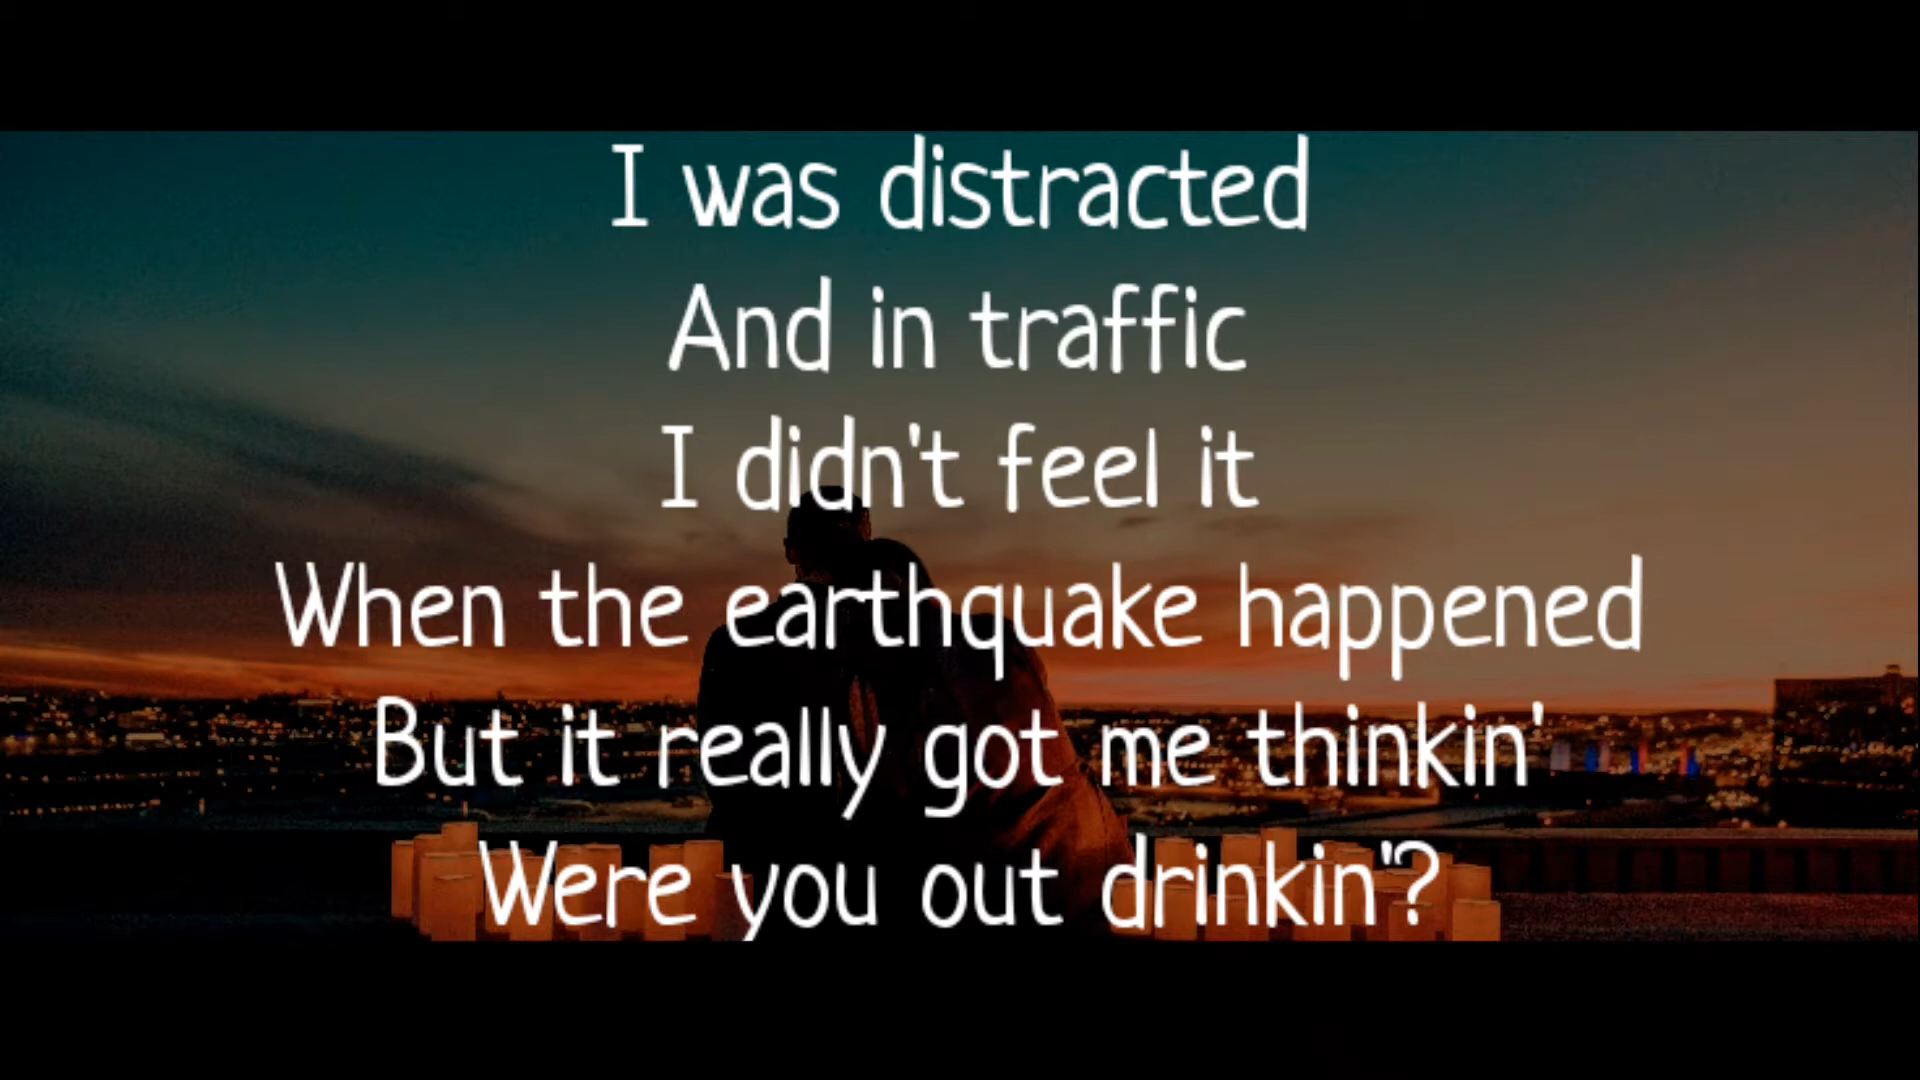 I was distracted
And in traffic
I didn't feel it
When the earthquake happened
But it really got me thinkin'
Were you out drinkin'?